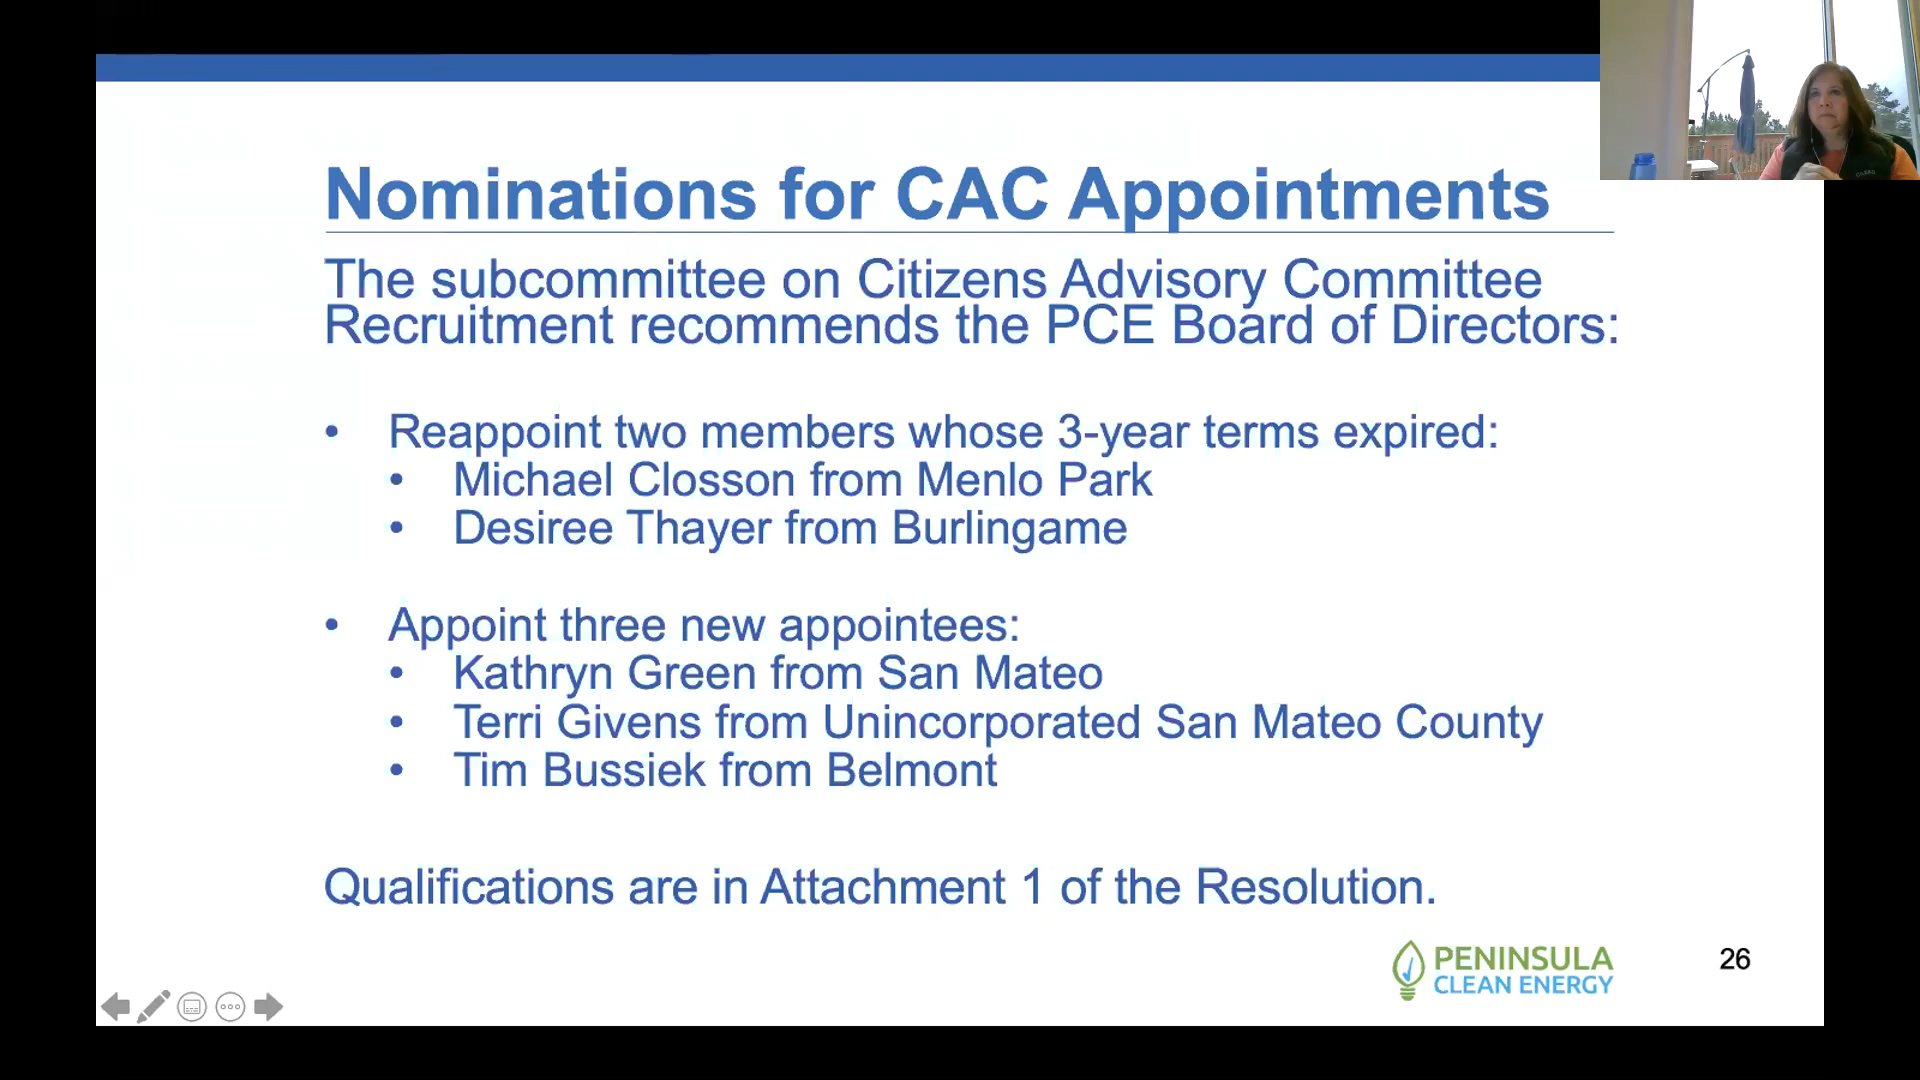 Nominations for CAC Appointments
The subcommittee on Citizens Advisory Committee
Recruitment recommends the PCE Board of Directors:
• Reappoint two members whose 3-year terms expired:
• Michael Closson from Menlo Park
• Desiree Thayer from Burlingame
• Appoint three new appointees:
• Kathryn Green from San Mateo
• Terri Givens from Unincorporated San Mateo County
• Tim Bussiek from Belmont
Qualifications are in Attachment 1 of the Resolution.
PENINSULA
CLEAN ENERGY
26